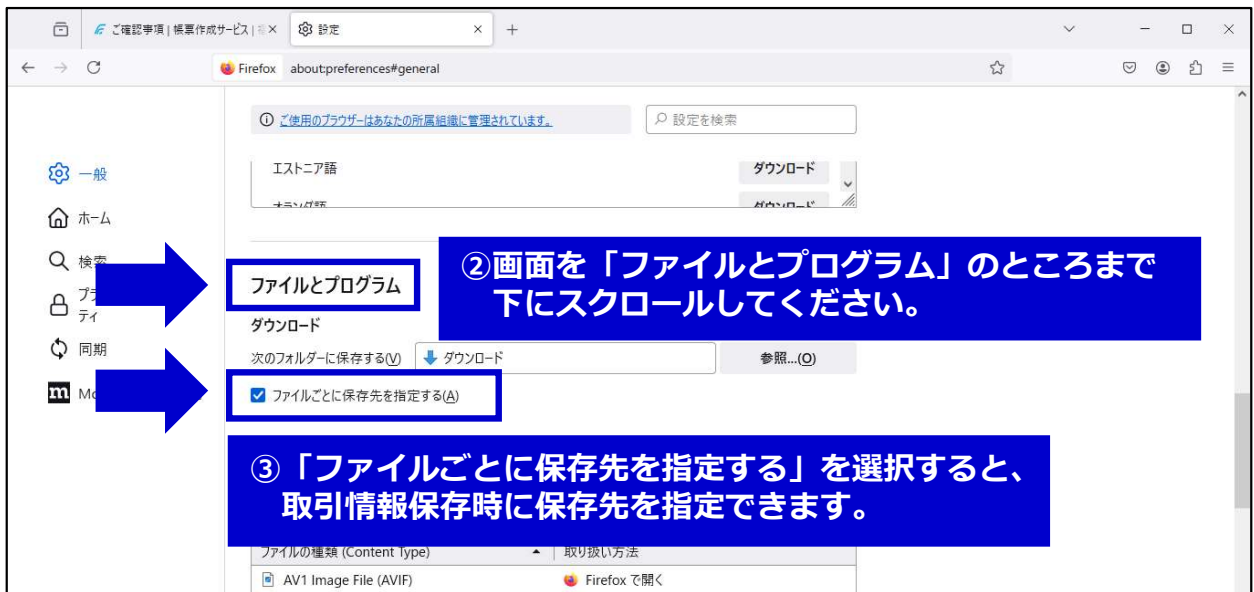 ご確認事項 | 帳票作成サービス |
設定
Firefox about:preferences#general
ご使用のブラウザーはあなたの所属組織に管理されています。
設定を検索
エストニア語 ダウンロード
オランダ語 ダウンロード
一般
ホーム
検索
プラ
ティ
同期
②画面を「ファイルとプログラム」のところまで
下にスクロールしてください。
ファイルとプログラム
ダウンロード
次のフォルダーに保存する(V) ダウンロード 参照...(O)
ファイルごとに保存先を指定する(A)
③「ファイルごとに保存先を指定する」を選択すると、
取引情報保存時に保存先を指定できます。
ファイルの種類 (Content Type) 取り扱い方法
AV1 Image File (AVIF) Firefox で開く